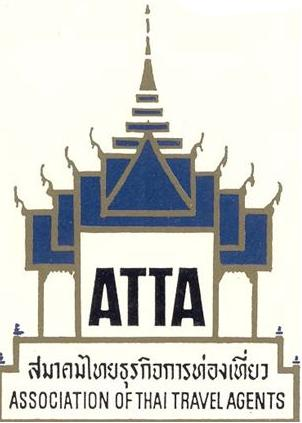 ATTA
สมาคมไทยธุรกิจการท่องเที่ยว
ASSOCIATION OF THAI TRAVEL AGENTS